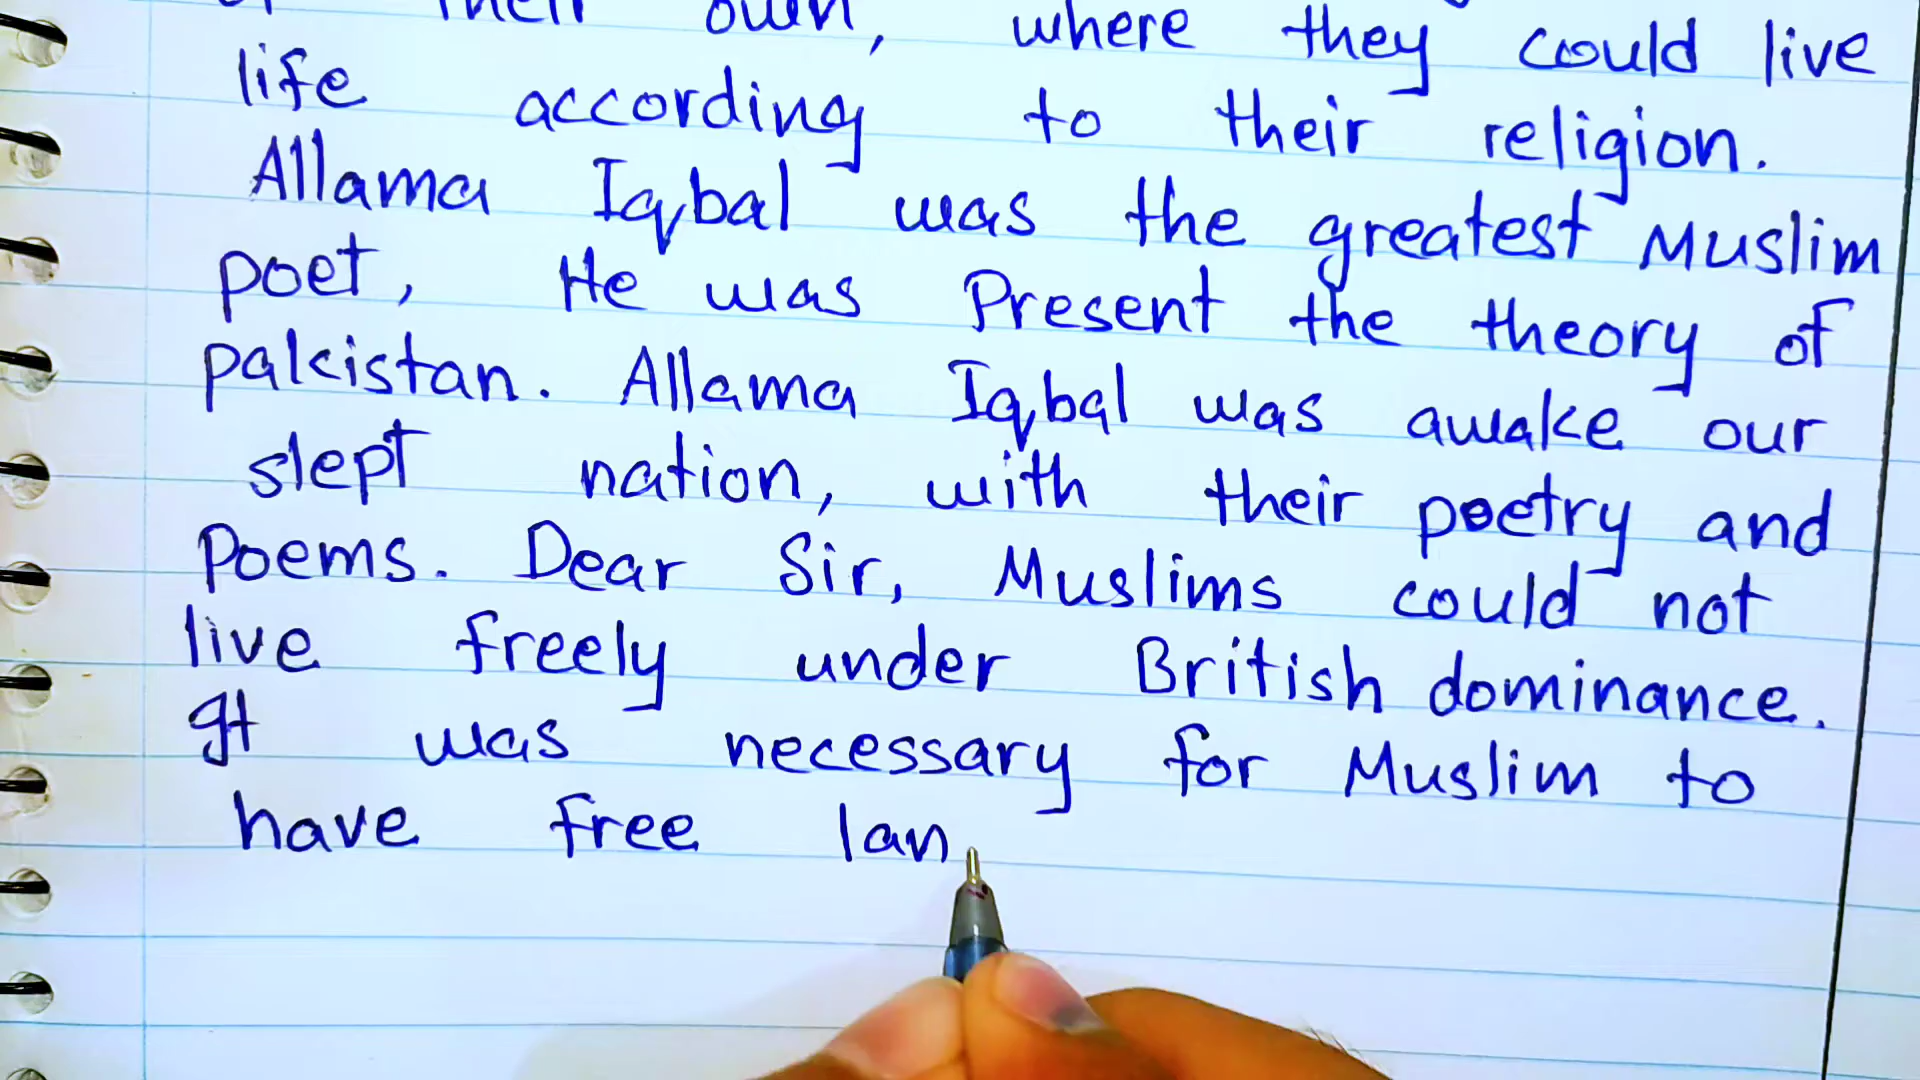 their own, where they could live
life according to their religion.
Allama Iqbal was the greatest Muslim
poet, He was Present the theory of
pakistan. Allama Iqbal was awake our
slept nation, with their poetry and
Poems. Dear Sir, Muslims could not
live freely under British dominance.
It was necessary for Muslim to
have free lan